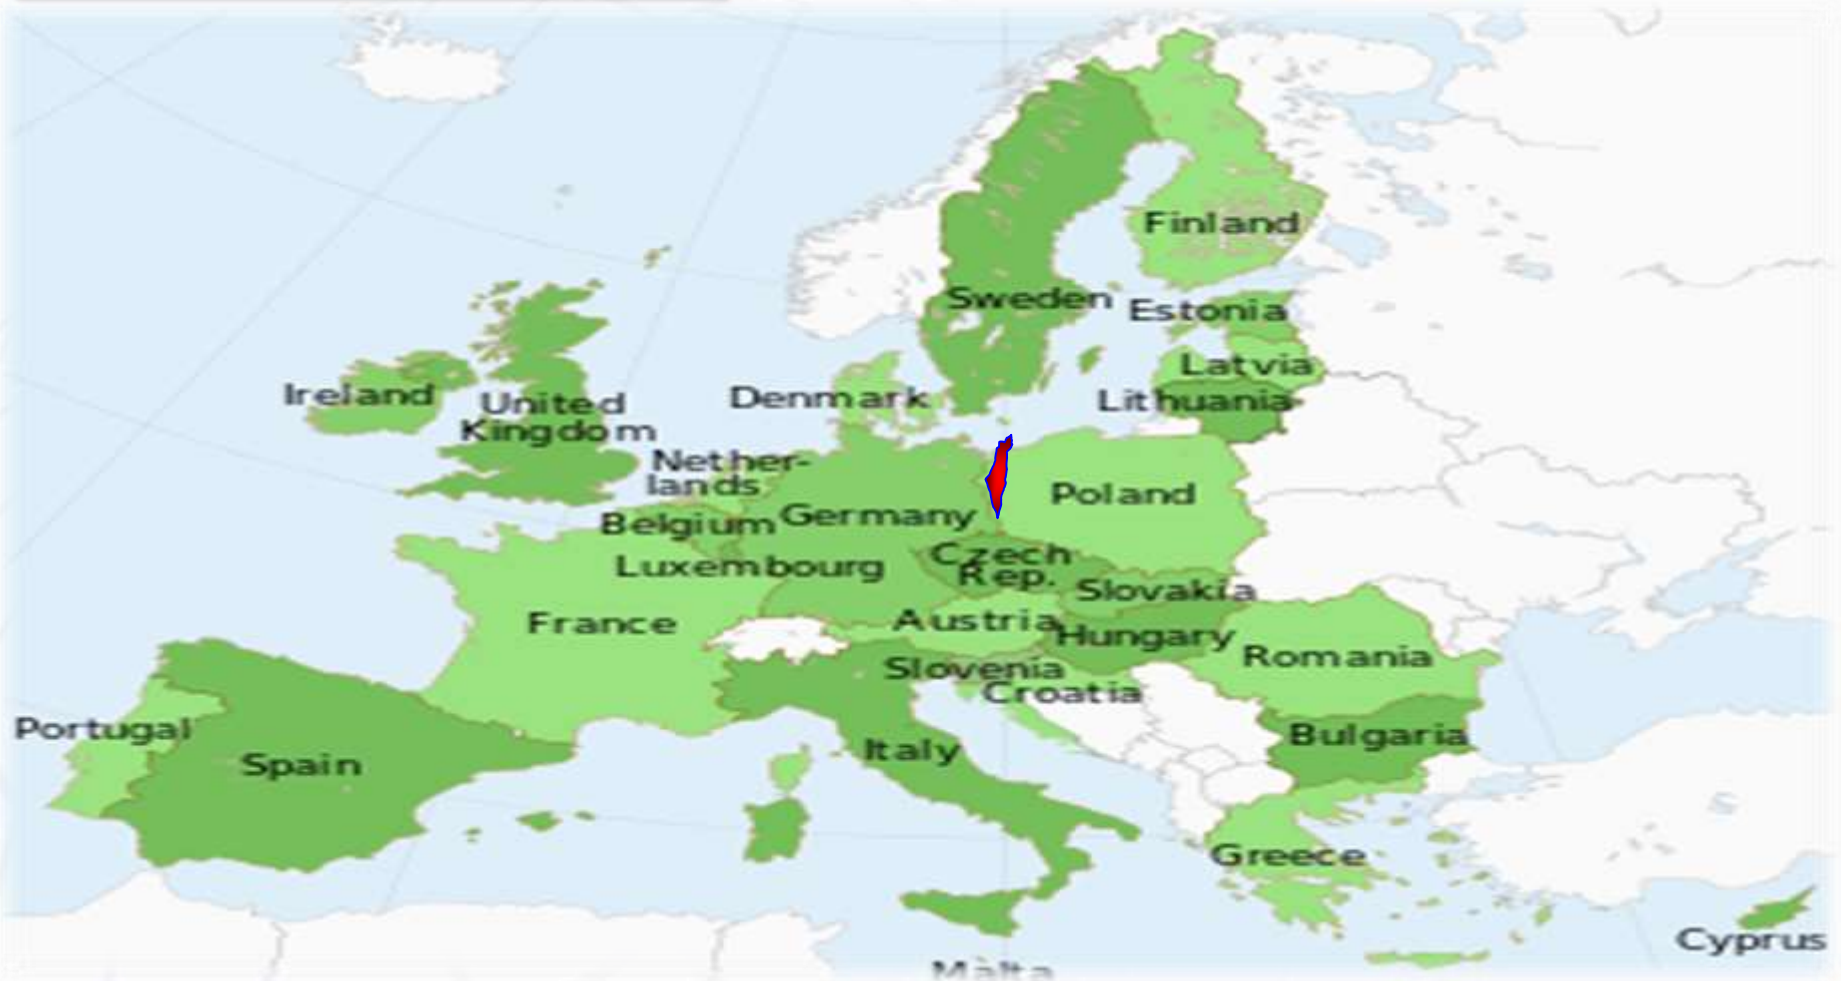 Finland
Sweden
Estonia
Latvia
Lithuania
Denmark
Ireland
United
Kingdom
Nether-
lands
Poland
Belgium
Germany
Luxembourg
Czech
Rep.
Slovakia
France
Austria
Hungary
Romania
Slovenia
Croatia
Portugal
Spain
Italy
Bulgaria
Greece
Cyprus
Malta